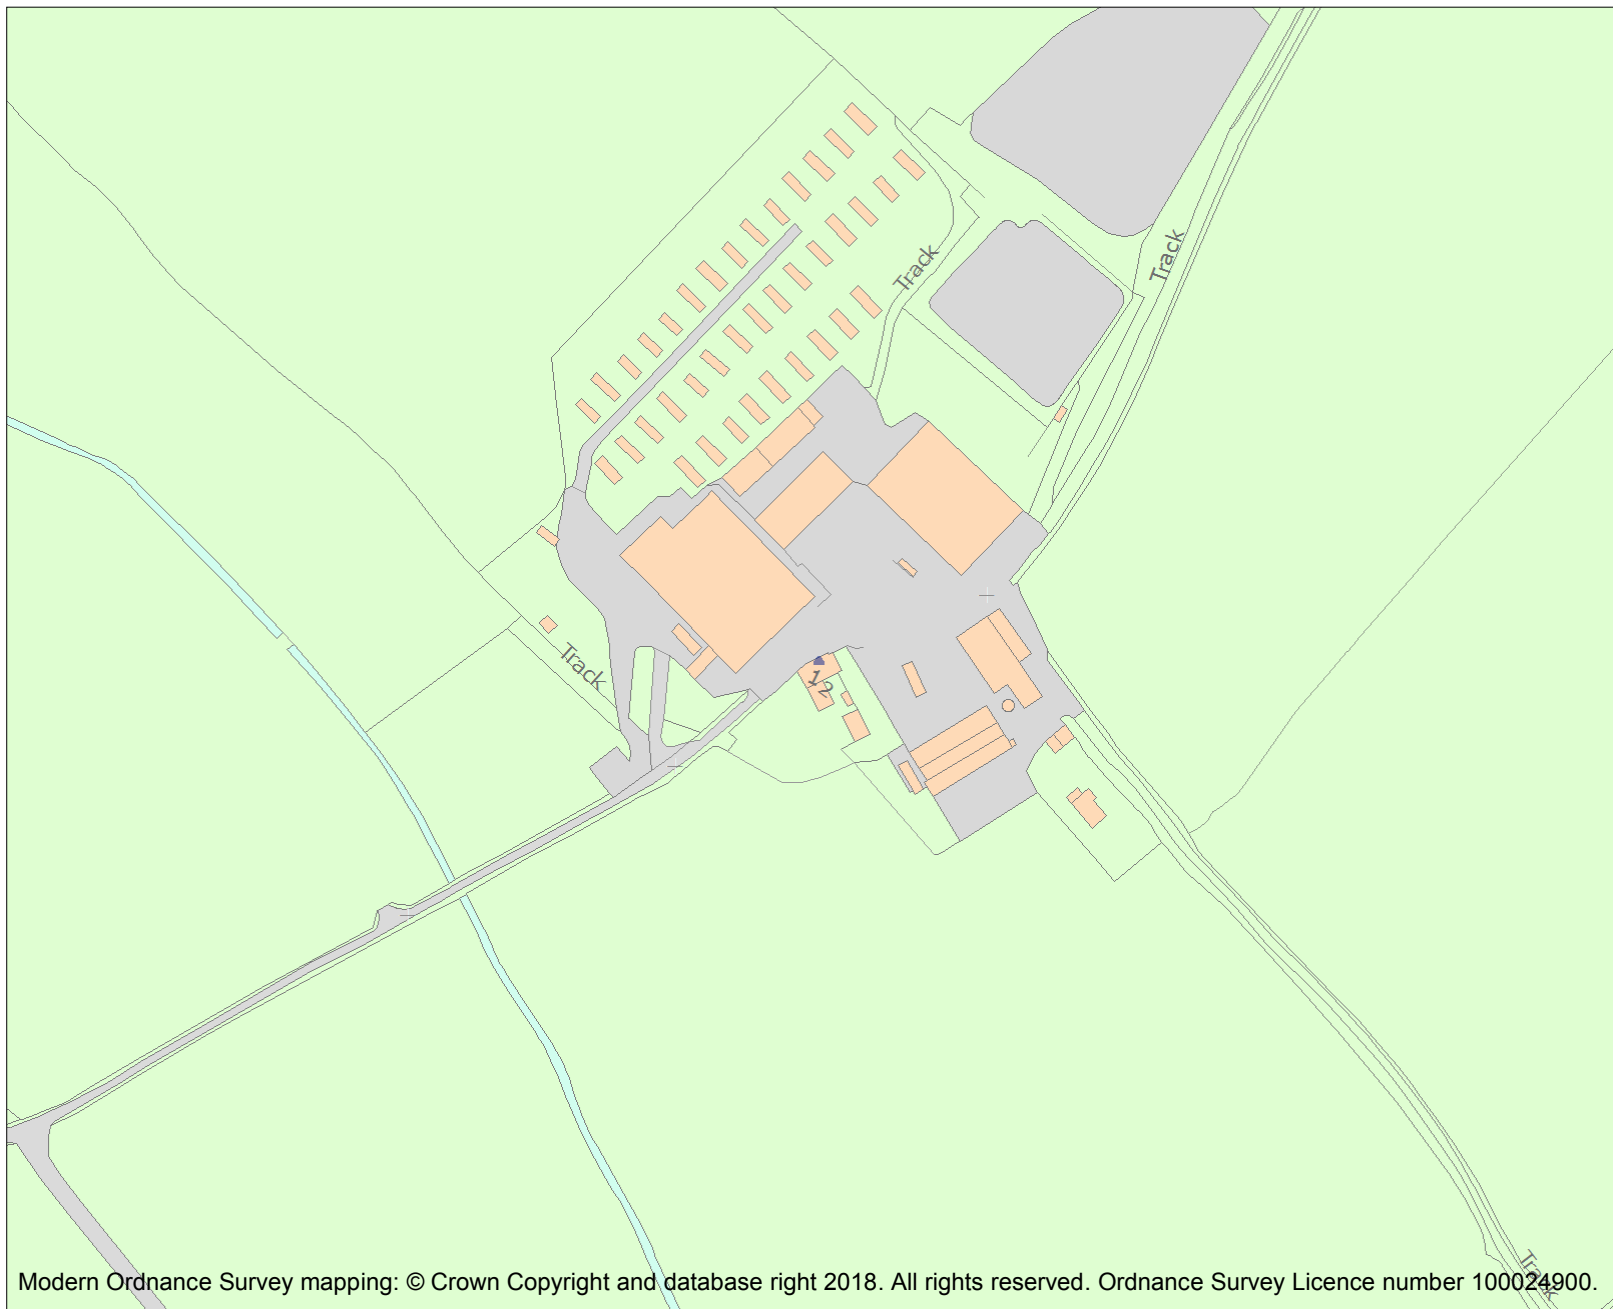 Track
Track
12
Track
Track
Modern Ordnance Survey mapping: © Crown Copyright and database right 2018. All rights reserved. Ordnance Survey Licence number 100024900.